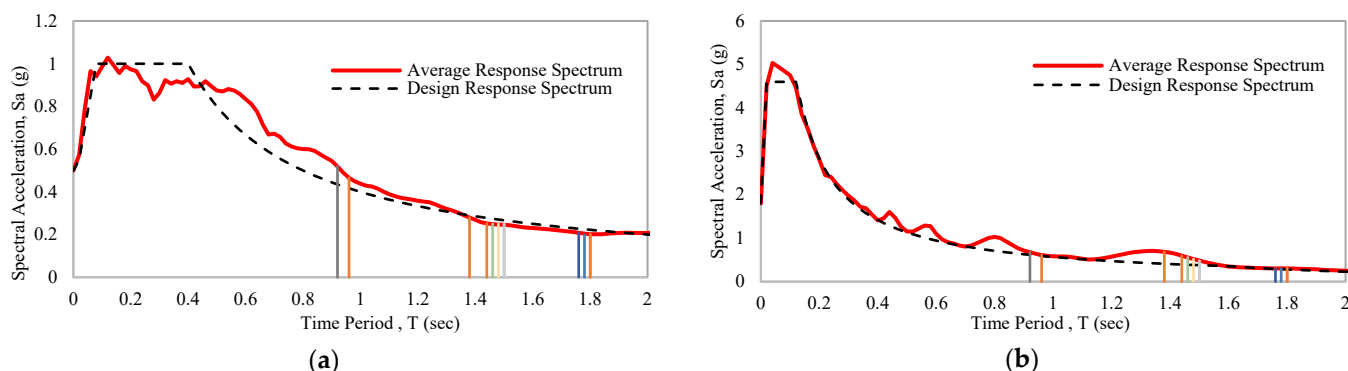 1.2
1
0.8
0.6
0.4
0.2
0
Spectral Acceleration, Sa (g)
Average Response Spectrum
Design Response Spectrum
0 0.2 0.4 0.6 0.8 1 1.2 1.4 1.6 1.8 2
Time Period , T (sec)
(a)
6
5
4
3
2
1
0
Spectral Acceleration, Sa (g)
Average Response Spectrum
Design Response Spectrum
0 0.2 0.4 0.6 0.8 1 1.2 1.4 1.6 1.8 2
Time Period , T (sec)
(b)